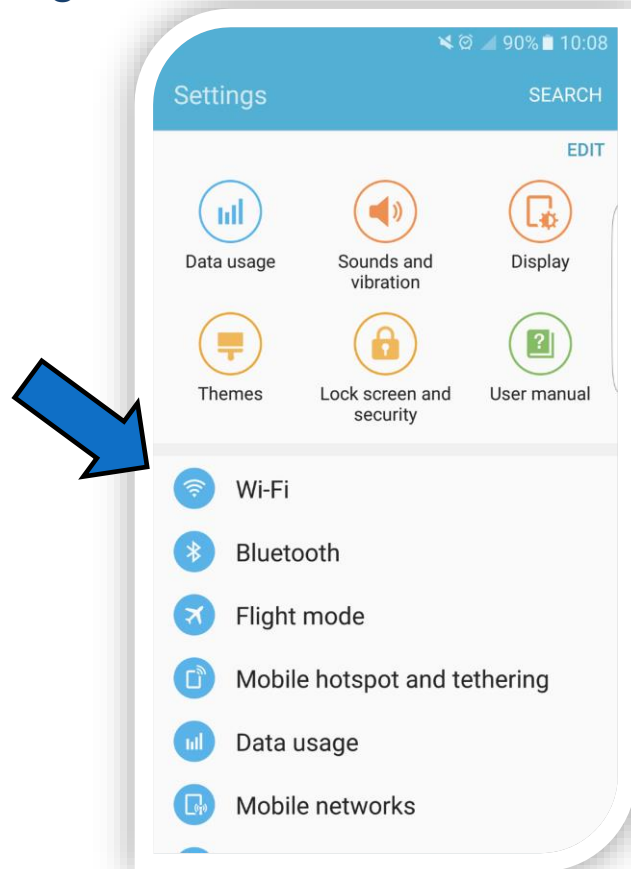 90% 10:08
Settings SEARCH
EDIT
Data usage
Sounds and
vibration
Display
Themes
Lock screen and
security
User manual
?
Wi-Fi
Bluetooth
Flight mode
Mobile hotspot and tethering
Data usage
Mobile networks